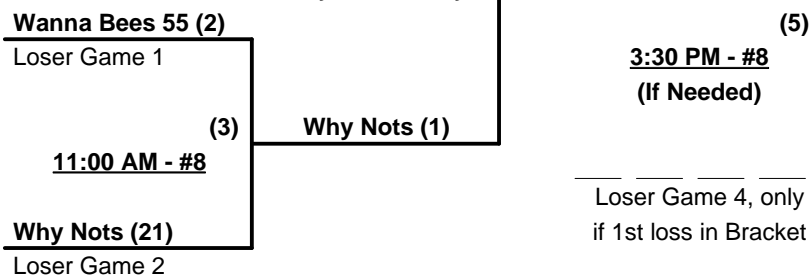 Wanna Bees 55 (2)
(5)
Loser Game 1
3:30 PM - #8
(If Needed)
(3)
Why Nots (1)
11:00 AM - #8
Loser Game 4, only
Why Nots (21)
if 1st loss in Bracket
Loser Game 2